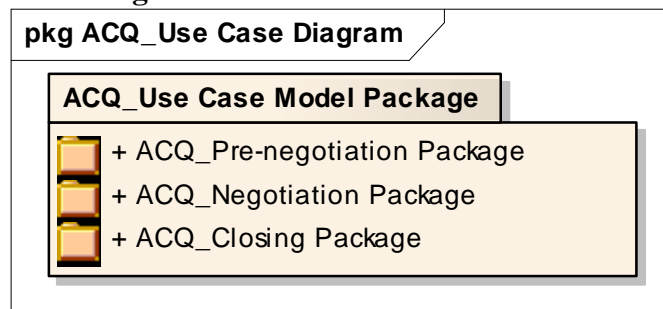 pkg ACQ_Use Case Diagram
ACQ_Use Case Model Package
+ ACQ_Pre-negotiation Package
+ ACQ_Negotiation Package
+ ACQ_Closing Package